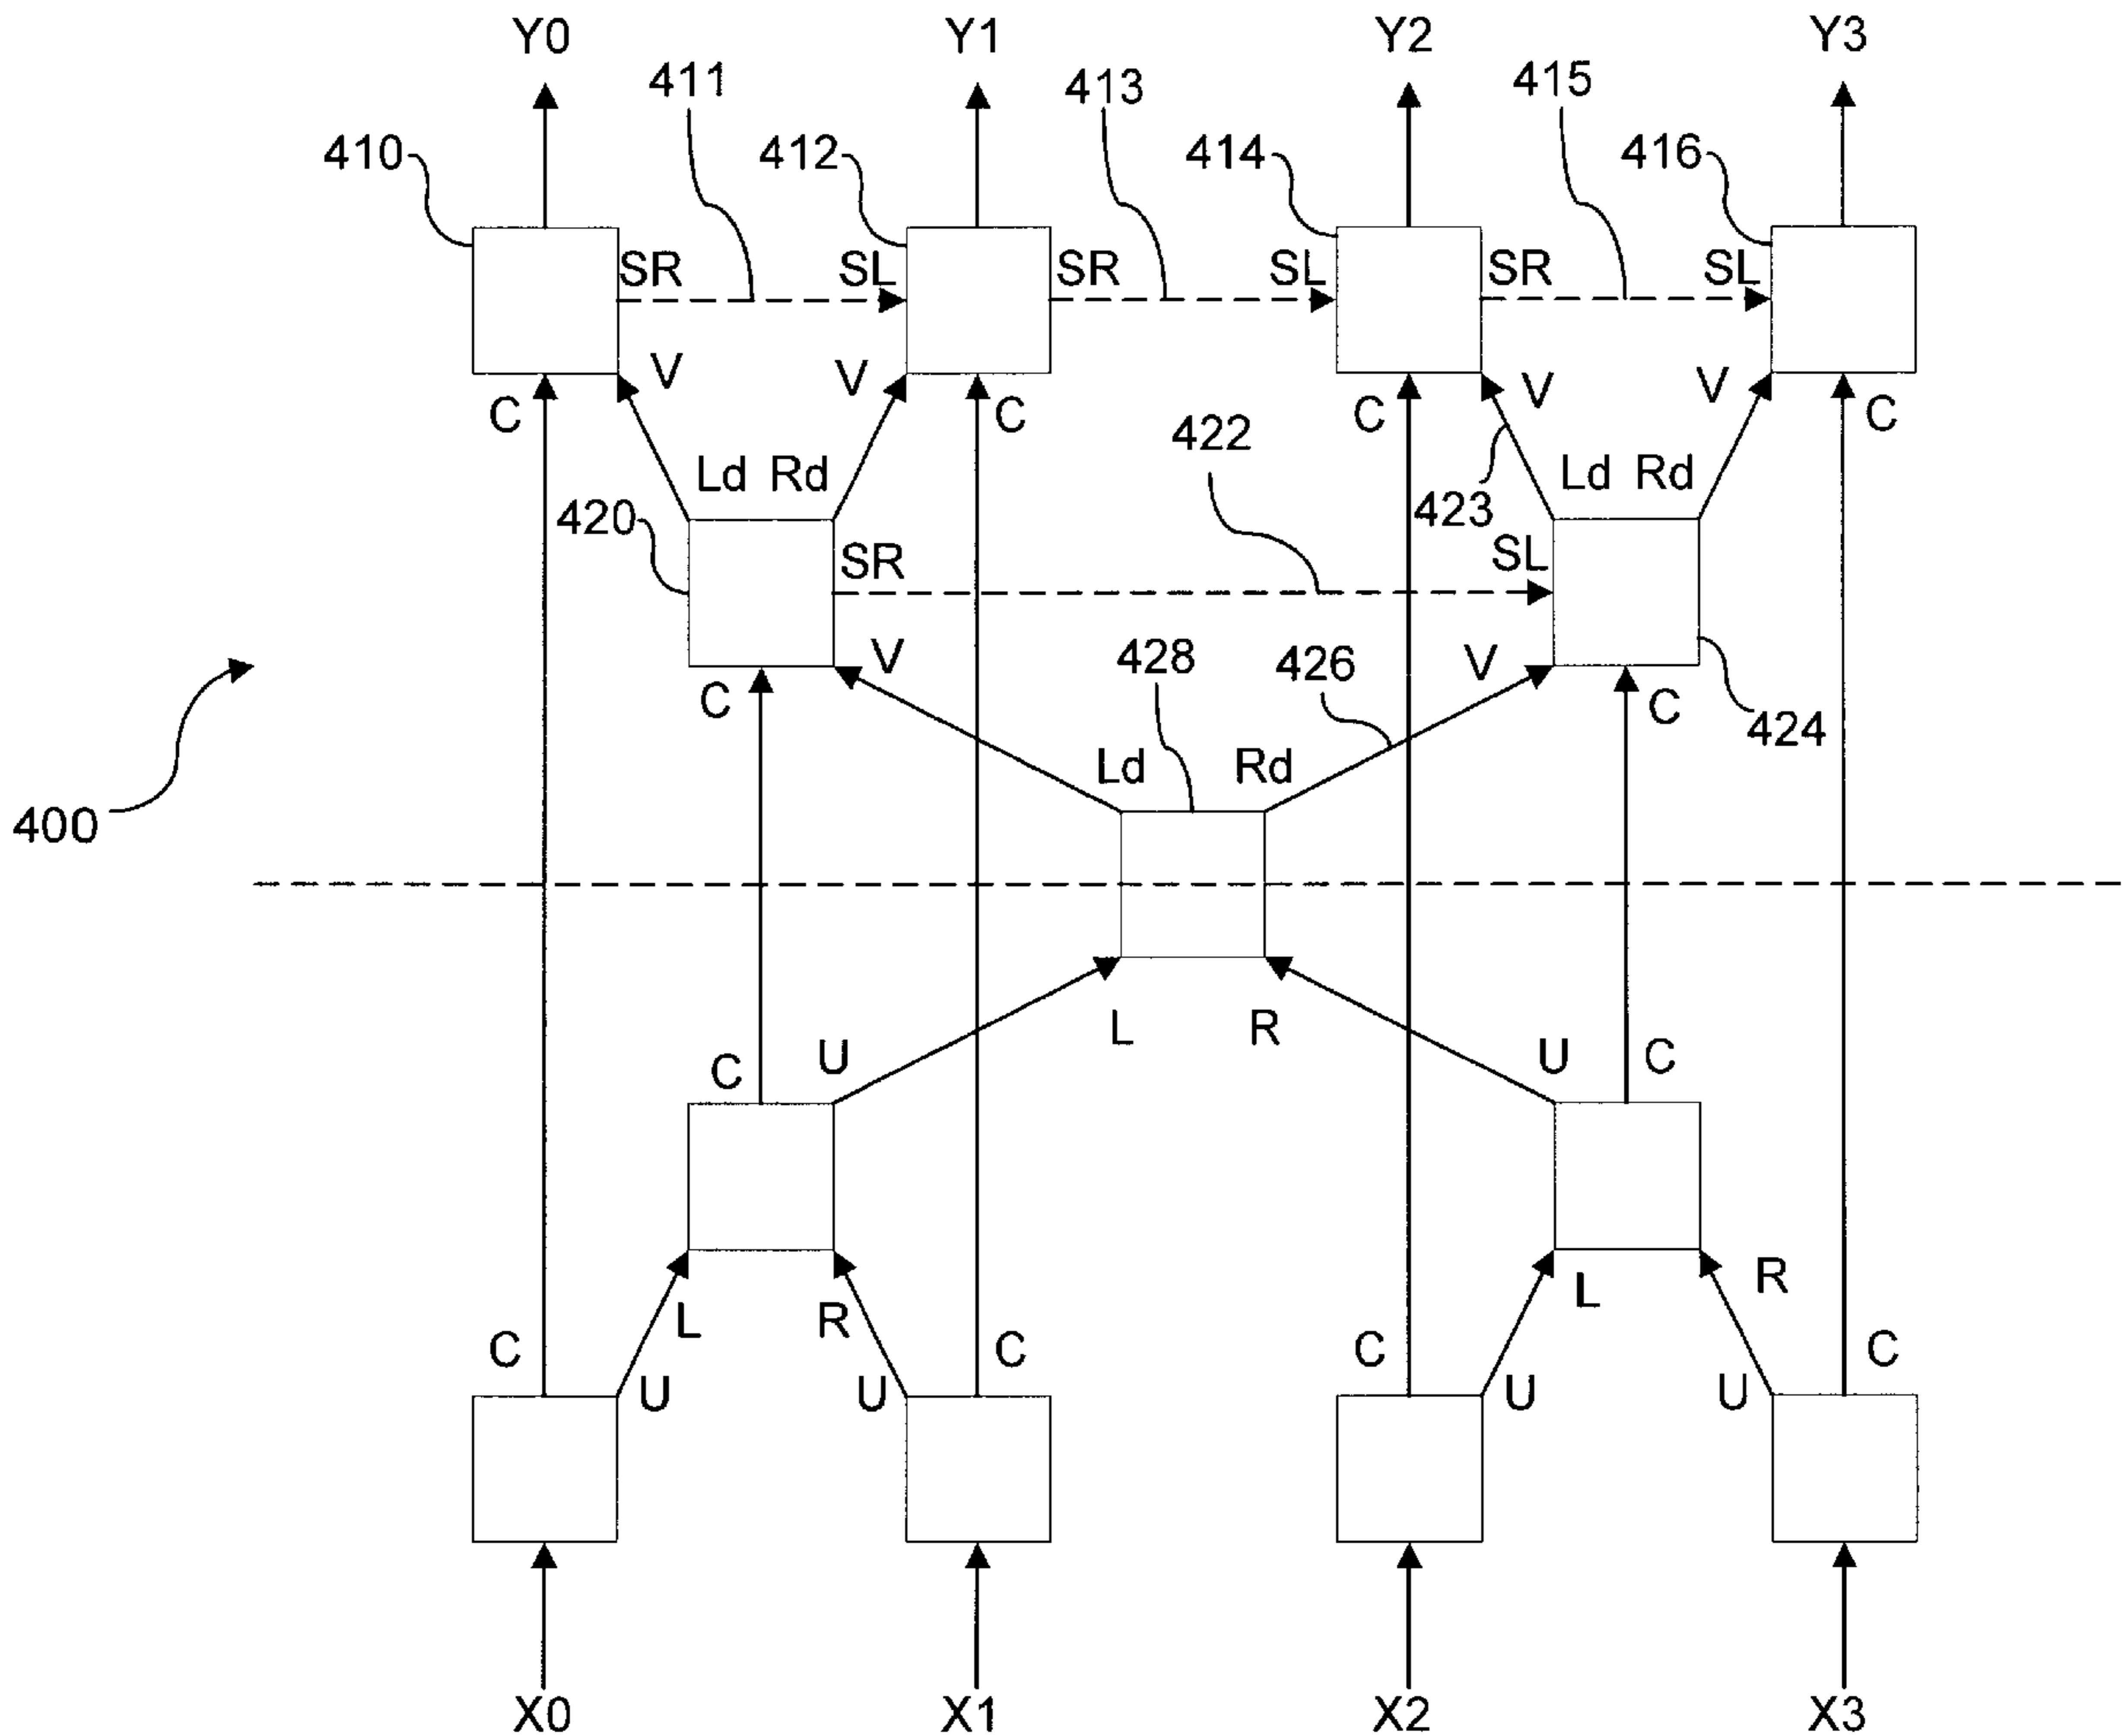 Y0 Y1 Y2 Y3
411 413 415
410 412 414 416
SR SL SR SL SR SL
V V V V
C C C C
422
Ld Rd Ld Rd
420 423
SR SL
428 426
V V
C C 424
Ld Rd
400
L R
C U U C
L R L R
C C C C
U U U U
X0 X1 X2 X3